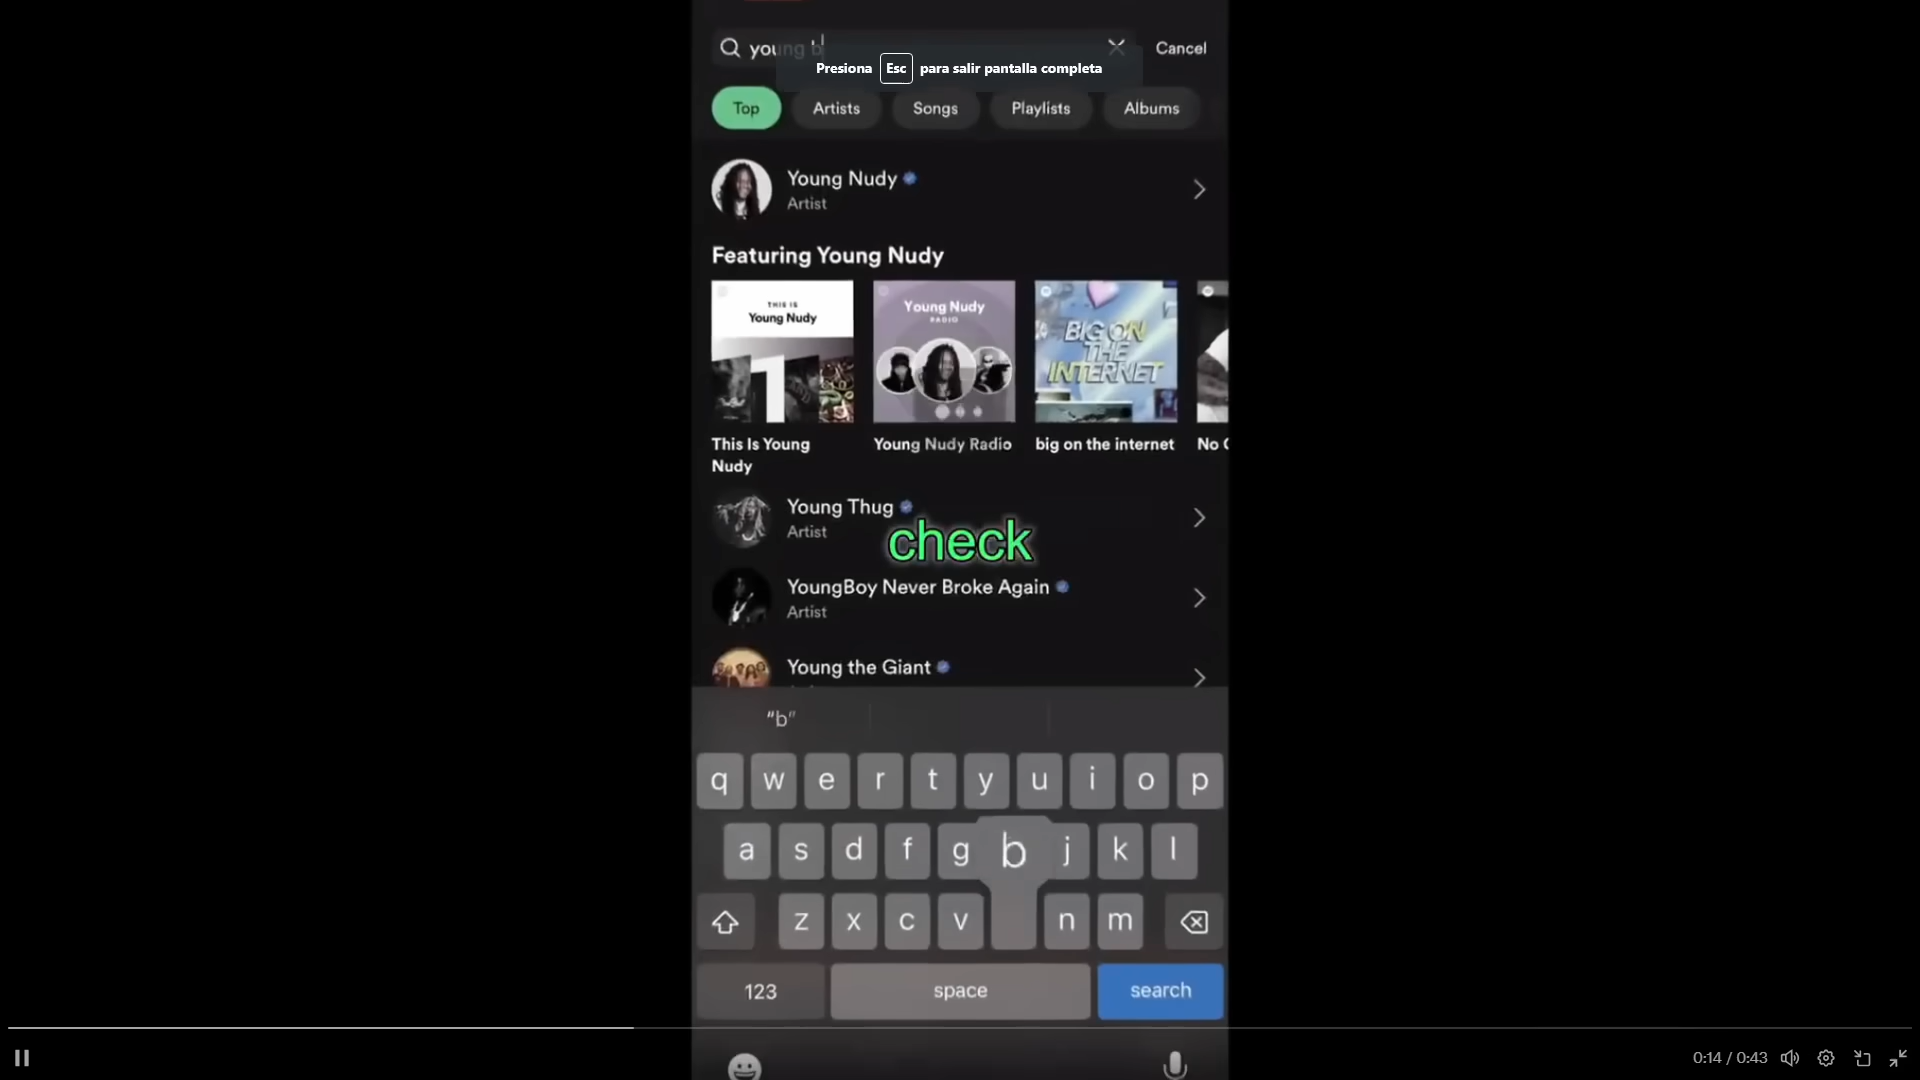 young b
Cancel
Presiona Esc para salir pantalla completa
Top
Artists
Songs
Playlists
Albums
Young Nudy
Artist
Featuring Young Nudy
THIS IS
Young Nudy
Young Nudy
RADIO
BIG ON
THE
INTERNET
This Is Young
Nudy
Young Nudy Radio
big on the internet
No
Young Thug
Artist
check
YoungBoy Never Broke Again
Artist
Young the Giant
"b"
q w e r t y u i o p
a s d f g b j k l
z x c v n m
123
space
search
0:14 / 0:43